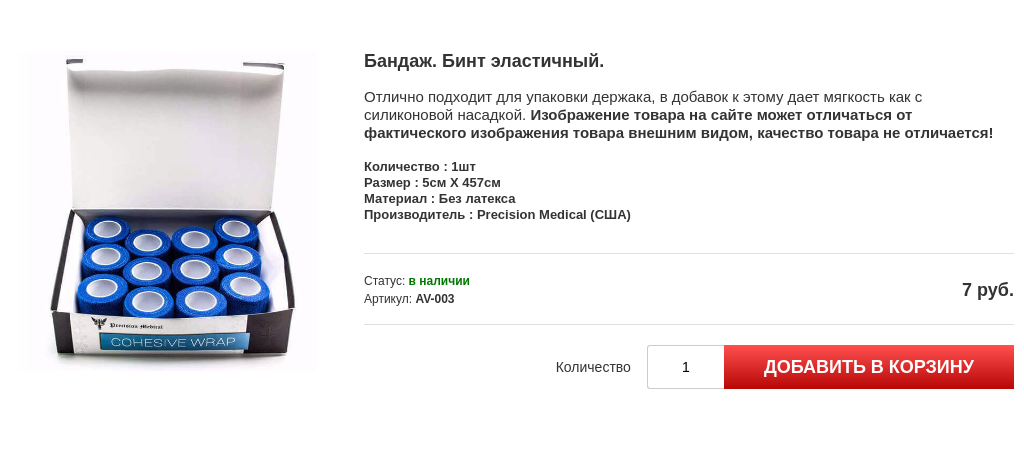 Бандаж. Бинт эластичный.
Отлично подходит для упаковки держака, в добавок к этому дает мягкость как с
силиконовой насадкой. Изображение товара на сайте может отличаться от
фактического изображения товара внешним видом, качество товара не отличается!
Количество : 1шт
Размер : 5см X 457см
Материал : Без латекса
Производитель : Precision Medical (США)
Статус: в наличии
Артикул: AV-003
7 руб.
Количество 1 ДОБАВИТЬ В КОРЗИНУ
Precision Medical
COHESIVE WRAP